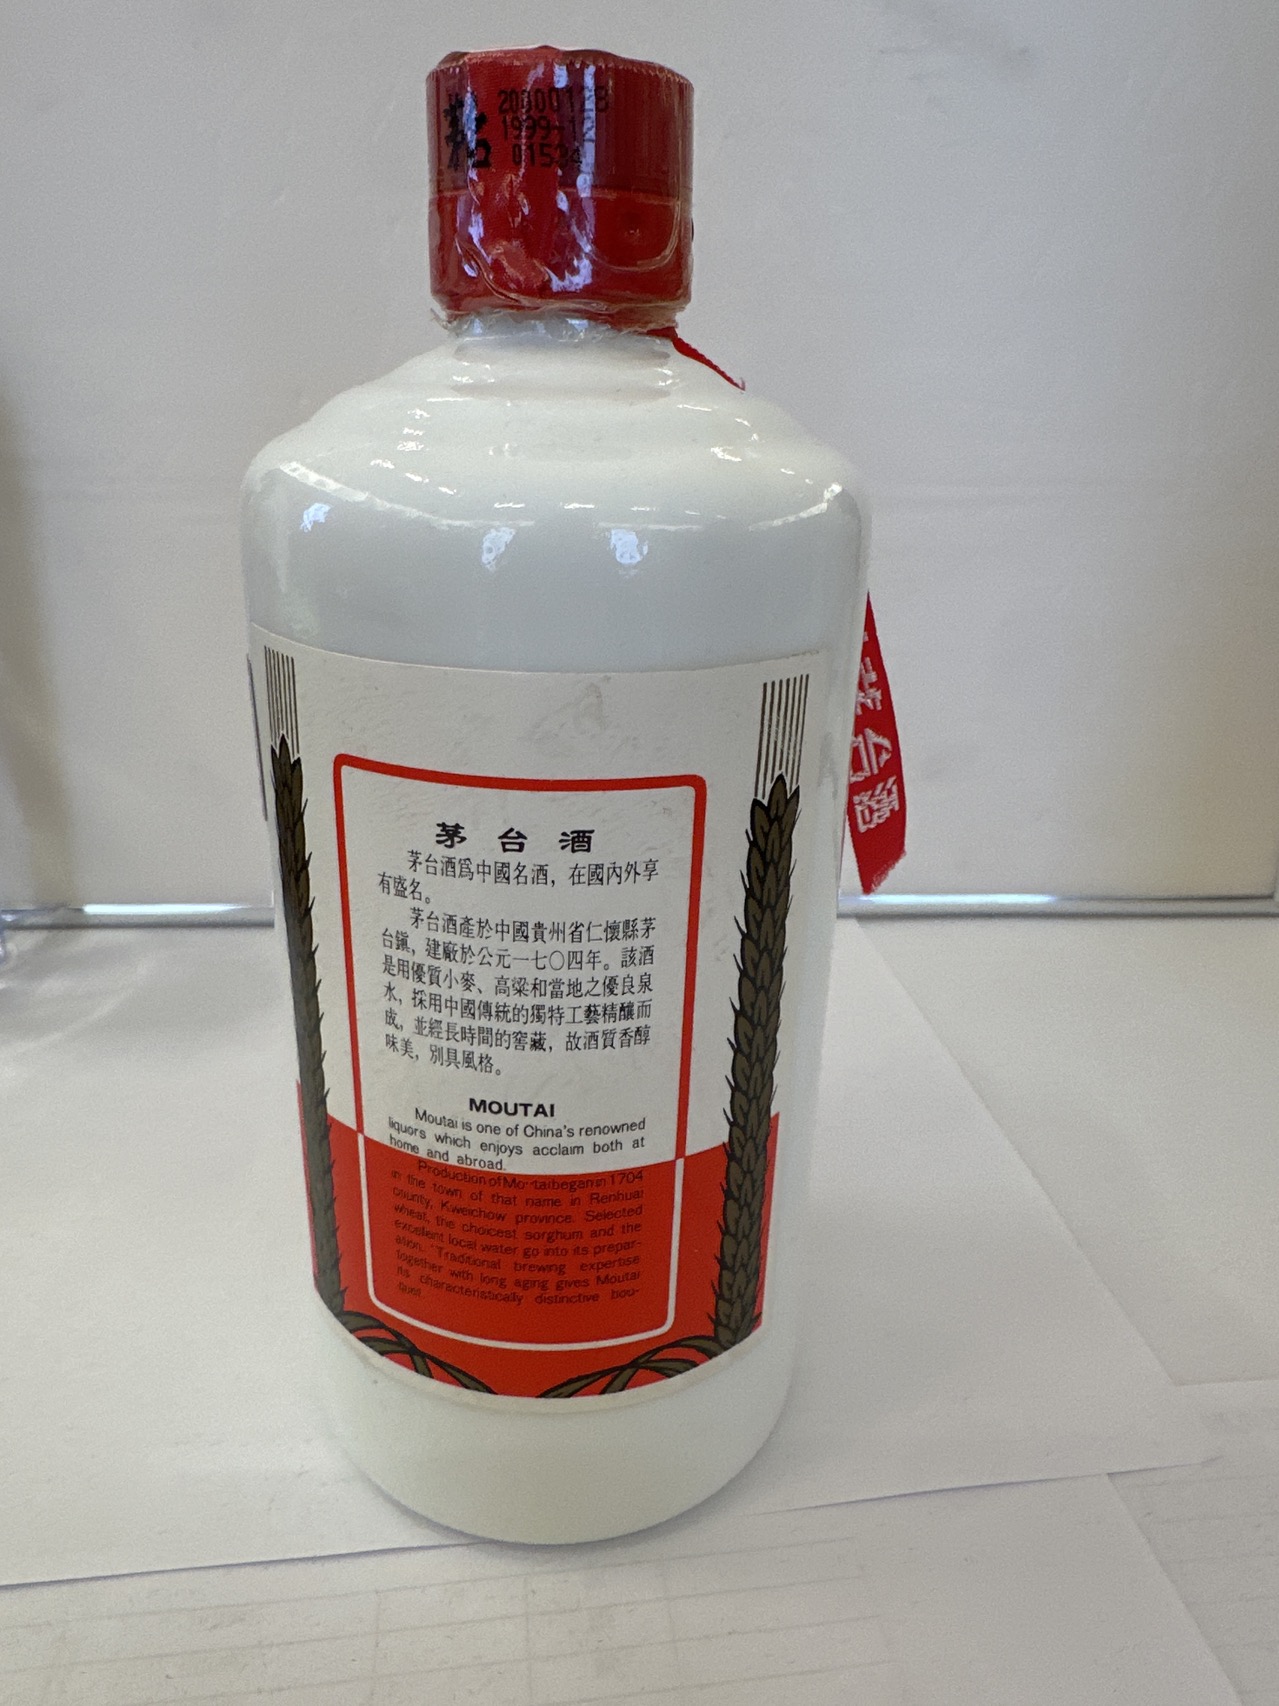 茅台
20000128
1999-12
01534
茅台酒
茅台酒
茅台酒爲中國名酒，在國內外享
有盛名。
茅台酒產於中國貴州省仁懷縣茅
台鎮，建廠於公元一七〇四年。該酒
是用優質小麥、高粱和當地之優良泉
水，採用中國傳統的獨特工藝精釀而
成，並經長時間的窖藏，故酒質香醇
味美，別具風格。
MOUTAI
Moutai is one of China's renowned
liquors which enjoys acclaim both at
home and abroad.
Production of Moutai began in 1704
in the town of that name in Renhuai
county, Kweichow province. Selected
wheat, the choicest sorghum and the
excellent local water go into its prepar-
ation. Traditional brewing expertise
together with long aging gives Moutai
its characteristically distinctive bou-
quet.